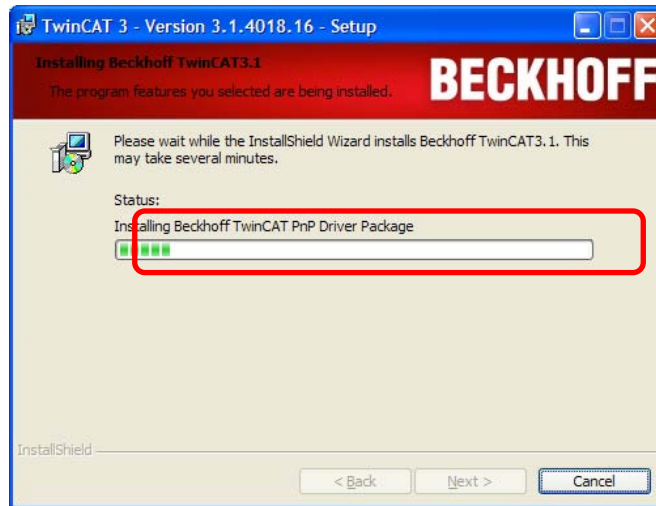 TwinCAT 3 - Version 3.1.4018.16 - Setup
Installing Beckhoff TwinCAT3.1
The program features you selected are being installed.
BECKHOFF
Please wait while the InstallShield Wizard installs Beckhoff TwinCAT3.1. This
may take several minutes.
Status:
Installing Beckhoff TwinCAT PnP Driver Package
InstallShield
< Back
Next >
Cancel